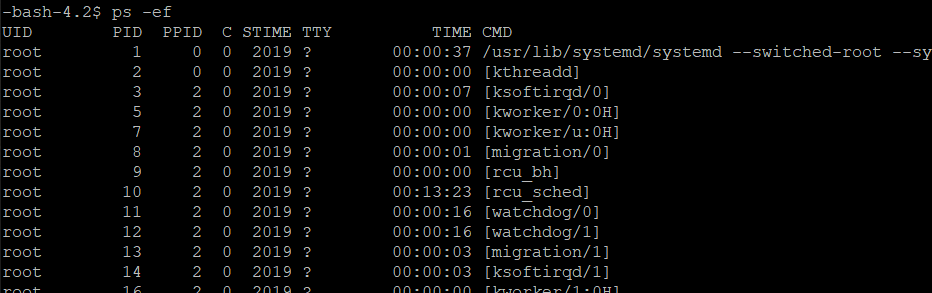 -bash-4.2$ ps -ef
UID        PID  PPID  C STIME TTY          TIME CMD
root         1     0  0  2019 ?        00:00:37 /usr/lib/systemd/systemd --switched-root --sy
root         2     0  0  2019 ?        00:00:00 [kthreadd]
root         3     2  0  2019 ?        00:00:07 [ksoftirqd/0]
root         5     2  0  2019 ?        00:00:00 [kworker/0:0H]
root         7     2  0  2019 ?        00:00:00 [kworker/u:0H]
root         8     2  0  2019 ?        00:00:01 [migration/0]
root         9     2  0  2019 ?        00:00:00 [rcu_bh]
root        10     2  0  2019 ?        00:13:23 [rcu_sched]
root        11     2  0  2019 ?        00:00:16 [watchdog/0]
root        12     2  0  2019 ?        00:00:16 [watchdog/1]
root        13     2  0  2019 ?        00:00:03 [migration/1]
root        14     2  0  2019 ?        00:00:03 [ksoftirqd/1]
root        16     2  0  2019 ?        00:00:00 [kworker/1:0H]